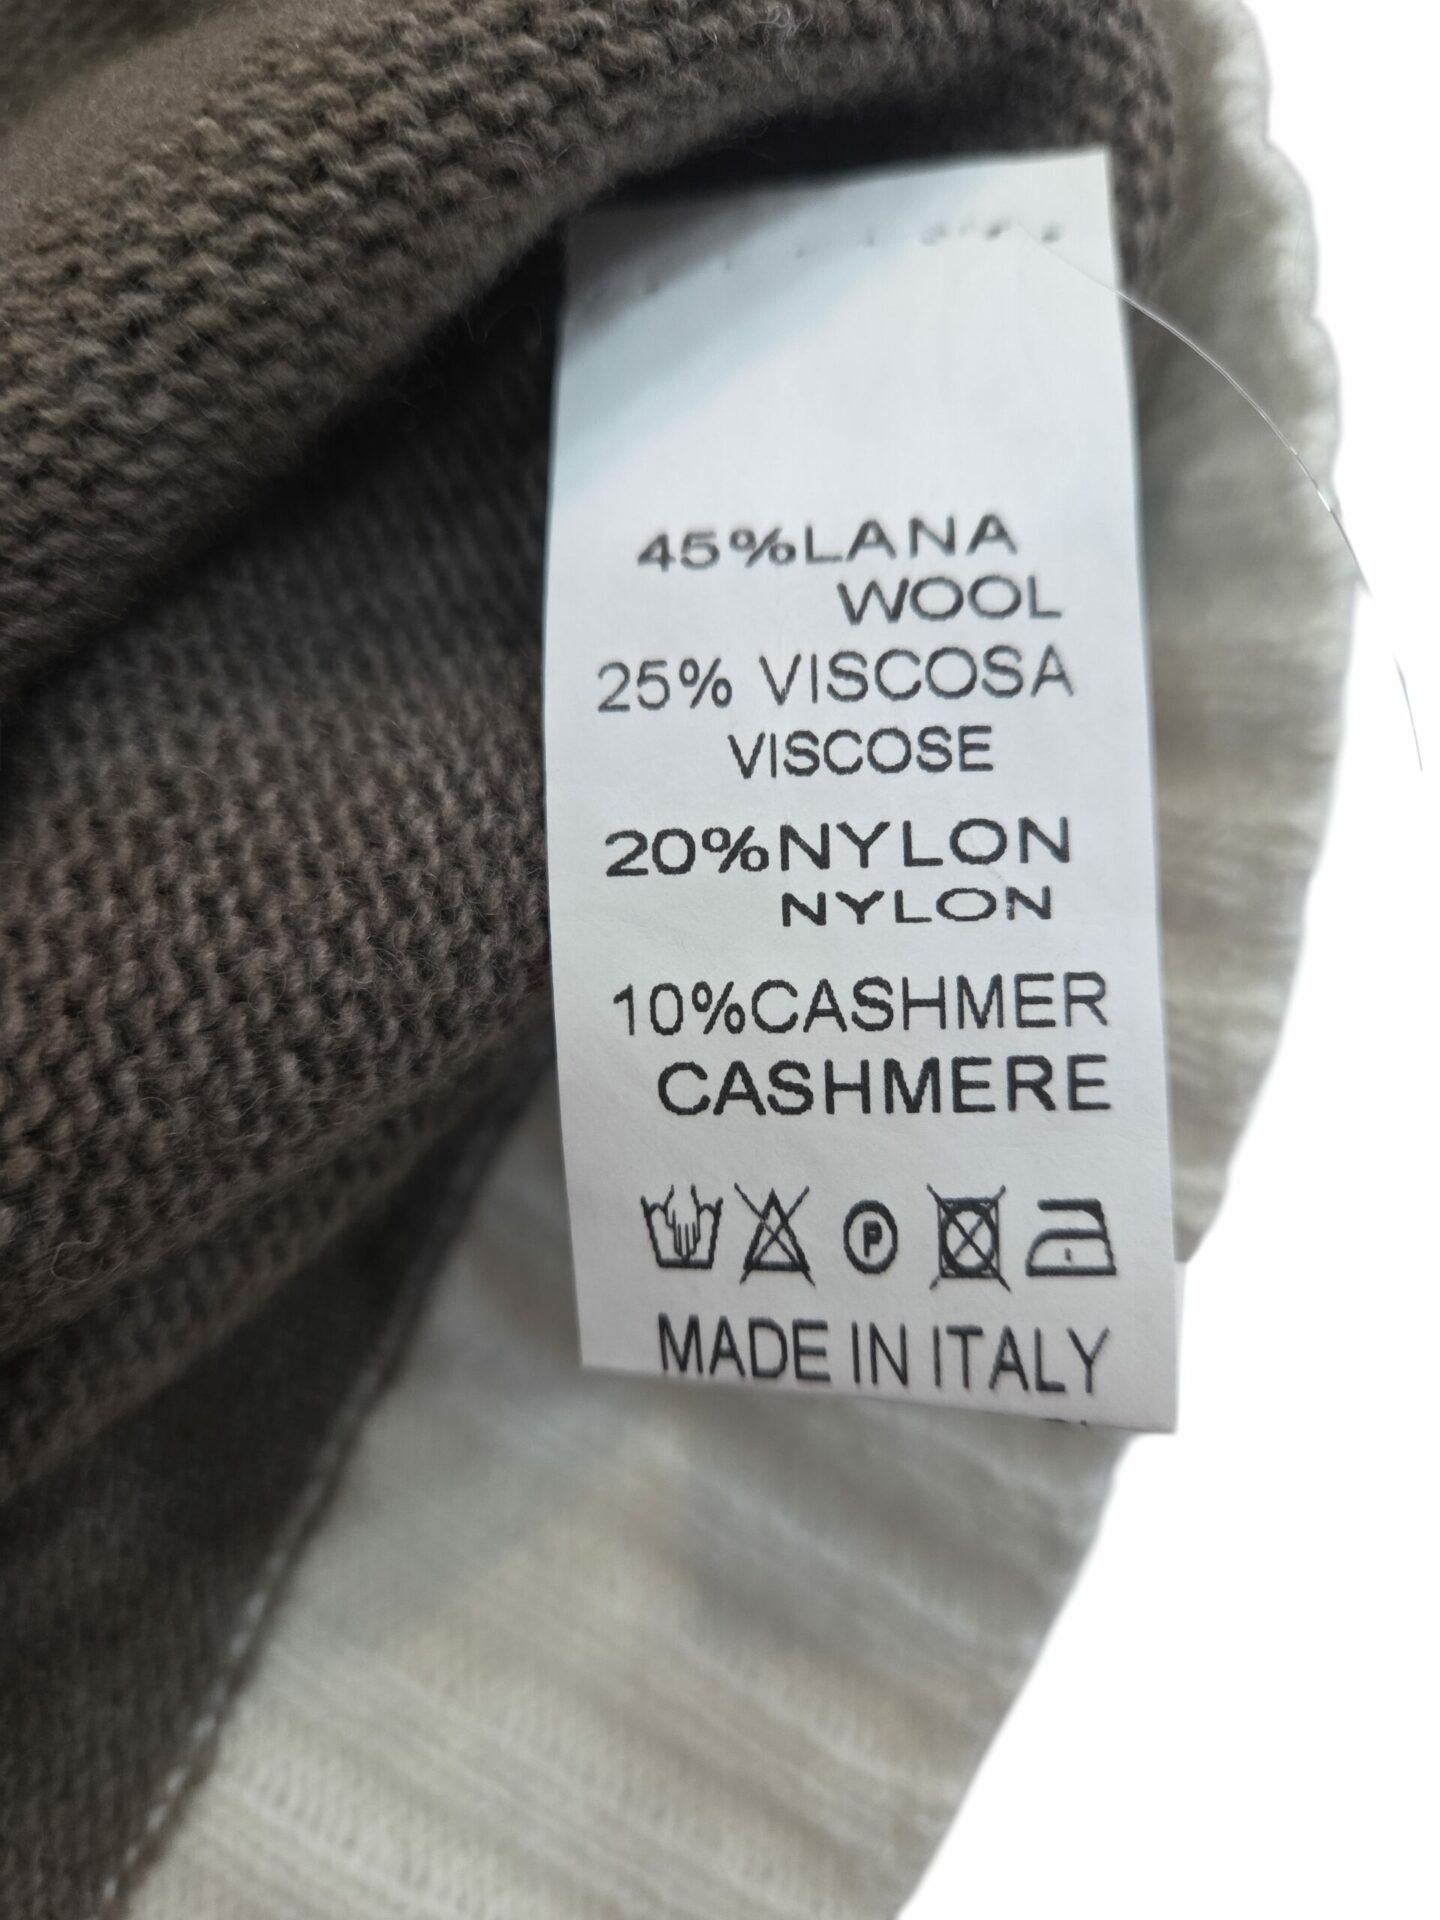 45%LANA
WOOL
25% VISCOSA
VISCOSE
20%NYLON
NYLON
10%CASHMER
CASHMERE
P
MADE IN ITALY